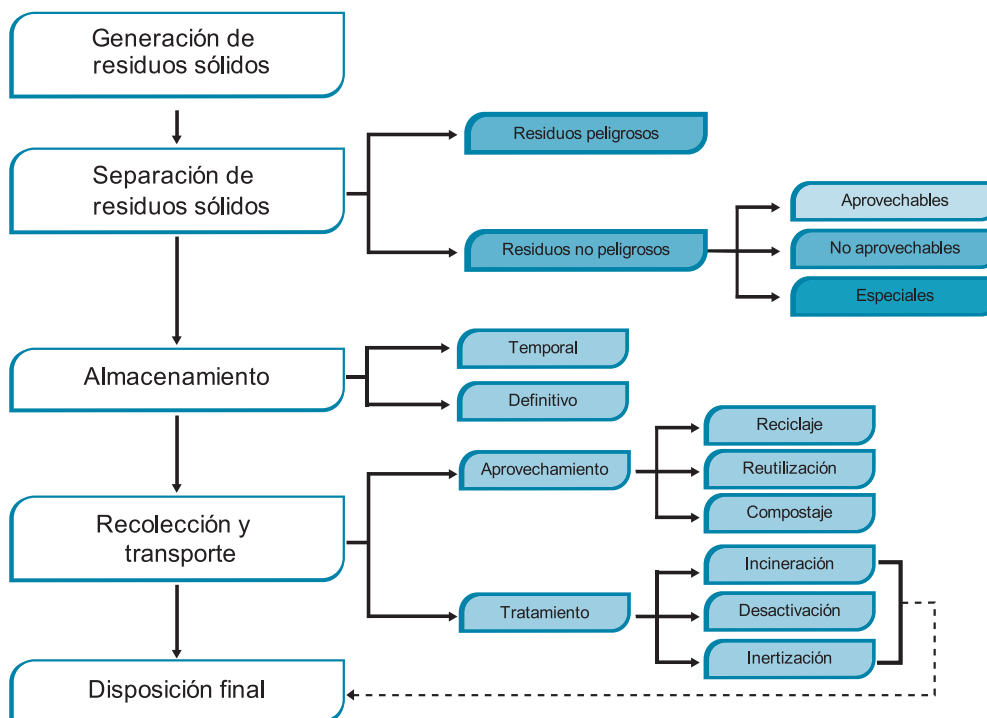 Generación de
residuos sólidos
Separación de
residuos sólidos
Residuos peligrosos
Residuos no peligrosos
Aprovechables
No aprovechables
Especiales
Almacenamiento
Temporal
Definitivo
Recolección y
transporte
Aprovechamiento
Reciclaje
Reutilización
Compostaje
Tratamiento
Incineración
Desactivación
Inertización
Disposición final